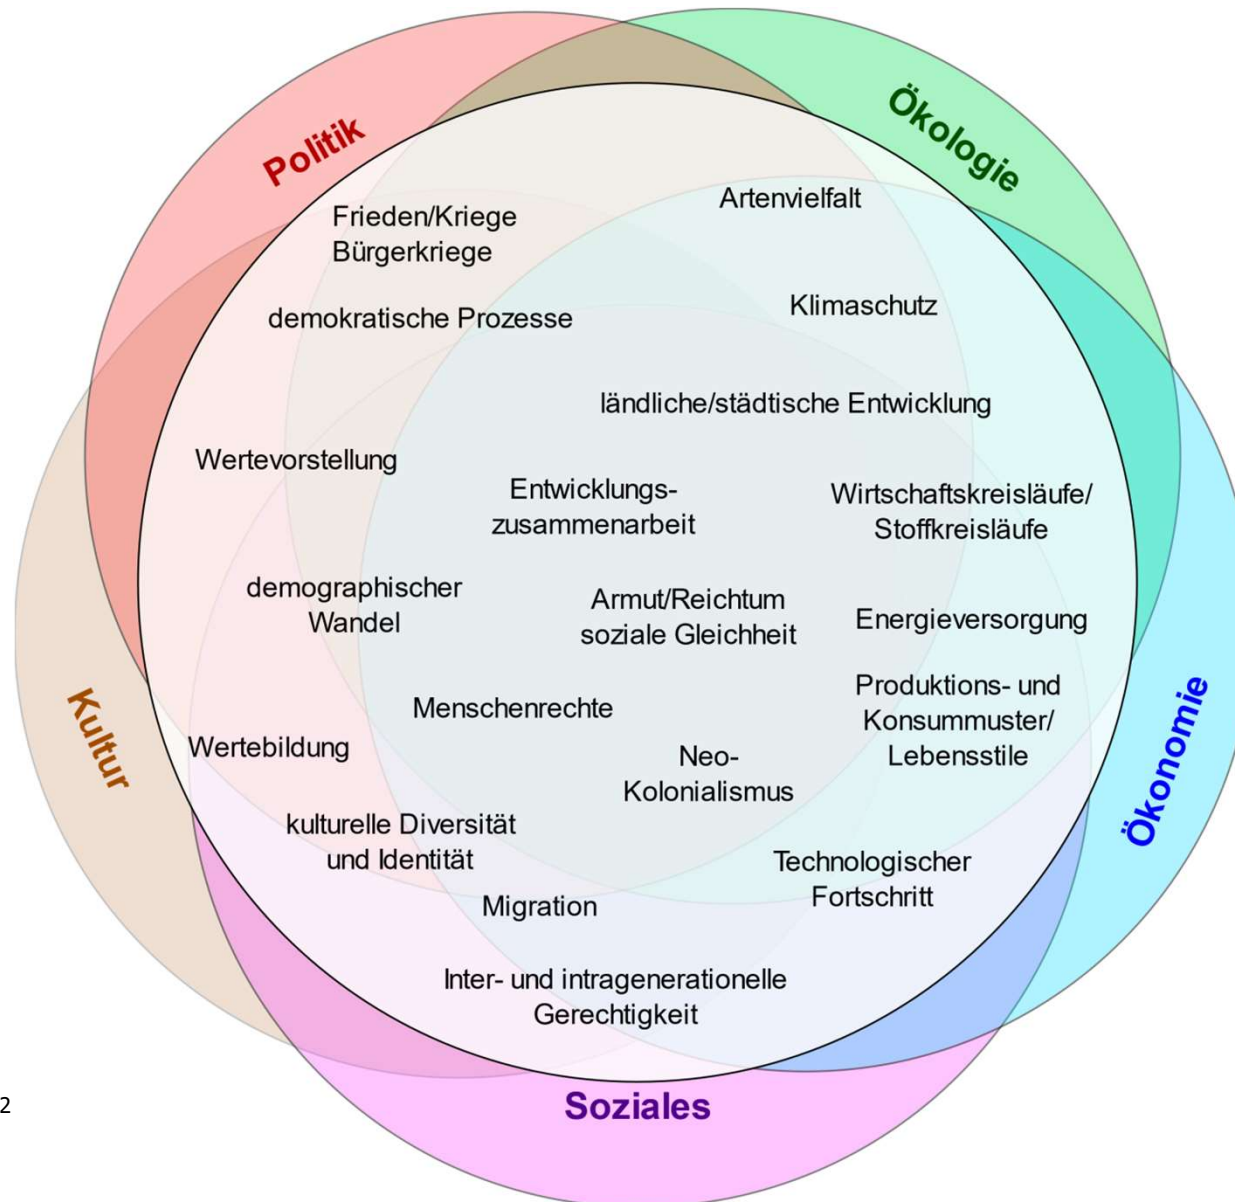 Politik
Ökologie
Artenvielfalt
Frieden/Kriege
Bürgerkriege
Klimaschutz
demokratische Prozesse
ländliche/städtische Entwicklung
Wertevorstellung
Entwicklungs-
zusammenarbeit
Wirtschaftskreisläufe/
Stoffkreisläufe
demographischer
Wandel
Armut/Reichtum
soziale Gleichheit
Energieversorgung
Menschenrechte
Produktions- und
Konsummuster/
Lebensstile
Kultur
Wertebildung
Neo-
Kolonialismus
Ökonomie
kulturelle Diversität
und Identität
Technologischer
Fortschritt
Migration
Inter- und intragenerationelle
Gerechtigkeit
2
Soziales